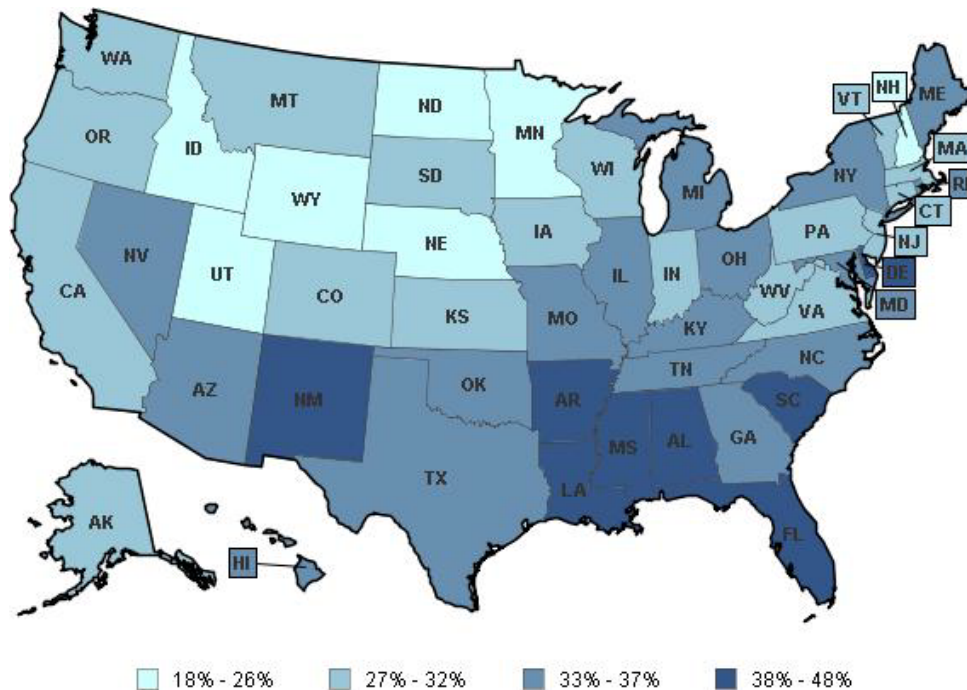 WA
MT
ND
MN
VT
NH
ME
OR
ID
SD
WI
MI
NY
MA
RI
WY
CT
NV
UT
NE
IA
PA
NJ
CA
CO
KS
IL
IN
OH
WV
DE
MO
KY
VA
MD
AZ
NM
OK
AR
TN
NC
TX
LA
MS
AL
GA
SC
AK
HI
FL
18% - 26%
27% - 32%
33% - 37%
38% - 48%